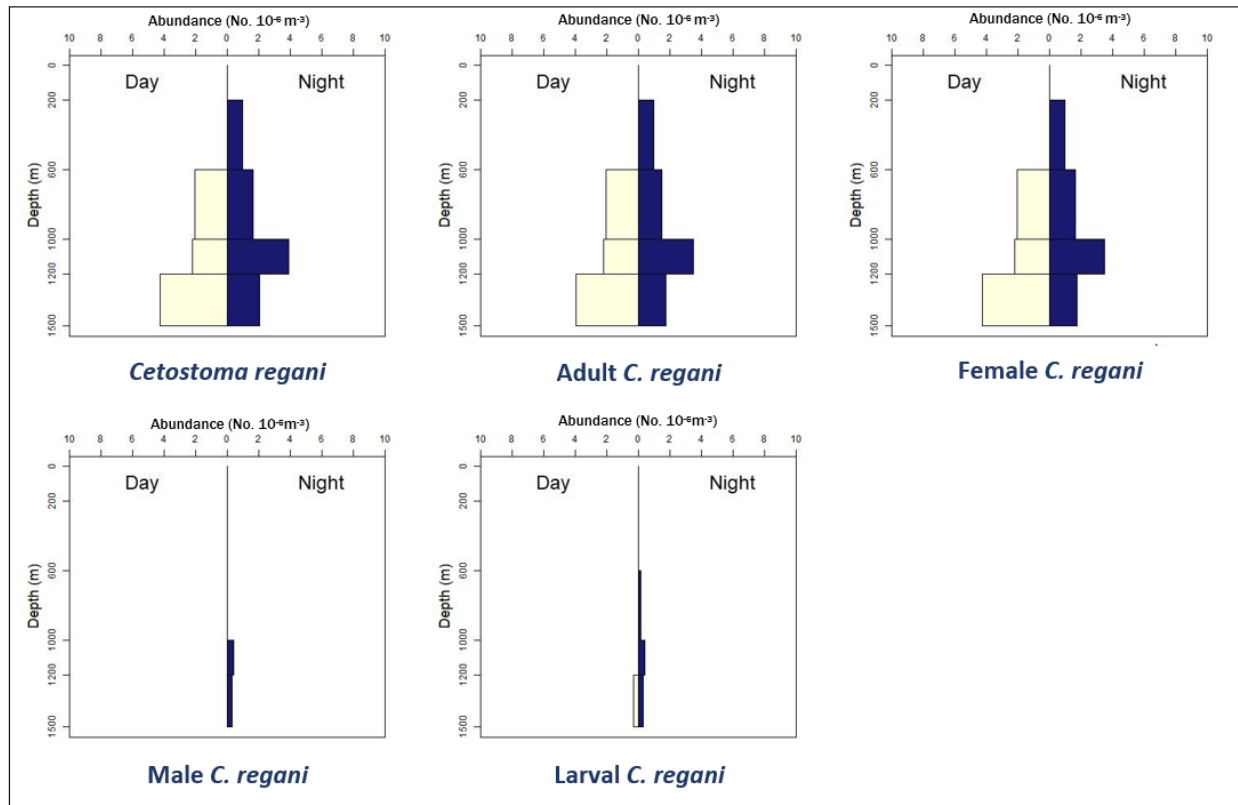 Abundance (No. 10⁻⁶ m⁻³)
10 8 6 4 2 0 2 4 6 8 10
Day
Night
Depth (m)
0
200
600
1000
1200
1500
Cetostoma regani
Abundance (No. 10⁻⁶ m⁻³)
10 8 6 4 2 0 2 4 6 8 10
Day
Night
Depth (m)
0
200
600
1000
1200
1500
Adult C. regani
Abundance (No. 10⁻⁶ m⁻³)
10 8 6 4 2 0 2 4 6 8 10
Day
Night
Depth (m)
0
200
600
1000
1200
1500
Female C. regani
Abundance (No. 10⁻⁶m⁻³)
10 8 6 4 2 0 2 4 6 8 10
Day
Night
Depth (m)
0
200
600
1000
1200
1500
Male C. regani
Abundance (No. 10⁻⁶m⁻³)
10 8 6 4 2 0 2 4 6 8 10
Day
Night
Depth (m)
0
200
600
1000
1200
1500
Larval C. regani